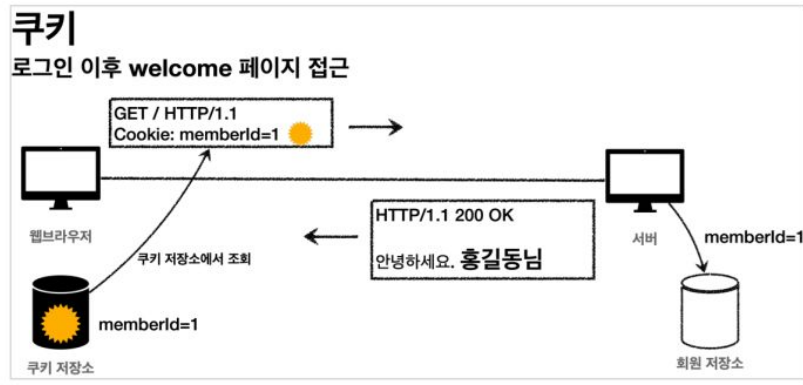 쿠키
로그인 이후 welcome 페이지 접근
GET / HTTP/1.1
Cookie: memberId=1
HTTP/1.1 200 OK
안녕하세요. 홍길동님
웹브라우저
서버
memberId=1
쿠키 저장소에서 조회
memberId=1
쿠키 저장소
회원 저장소